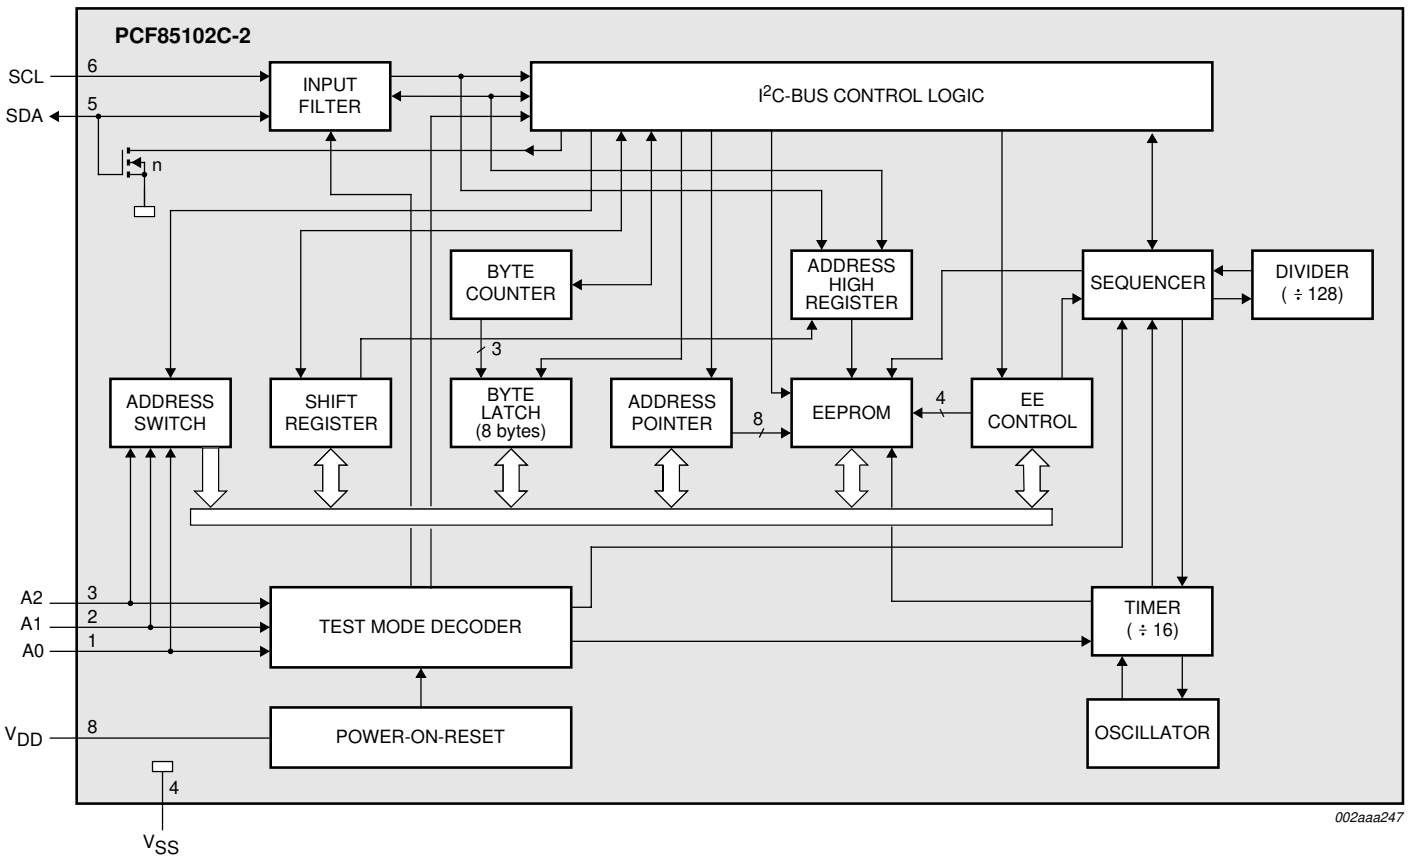 PCF85102C-2
SCL 6
SDA 5
INPUT
FILTER
I²C-BUS CONTROL LOGIC
n
BYTE
COUNTER
3
ADDRESS
HIGH
REGISTER
SEQUENCER
DIVIDER
( ÷ 128)
ADDRESS
SWITCH
SHIFT
REGISTER
BYTE
LATCH
(8 bytes)
ADDRESS
POINTER
8
EEPROM
4
EE
CONTROL
A2 3
A1 2
A0 1
TEST MODE DECODER
TIMER
( ÷ 16)
VDD 8
POWER-ON-RESET
OSCILLATOR
4
VSS
002aaa247